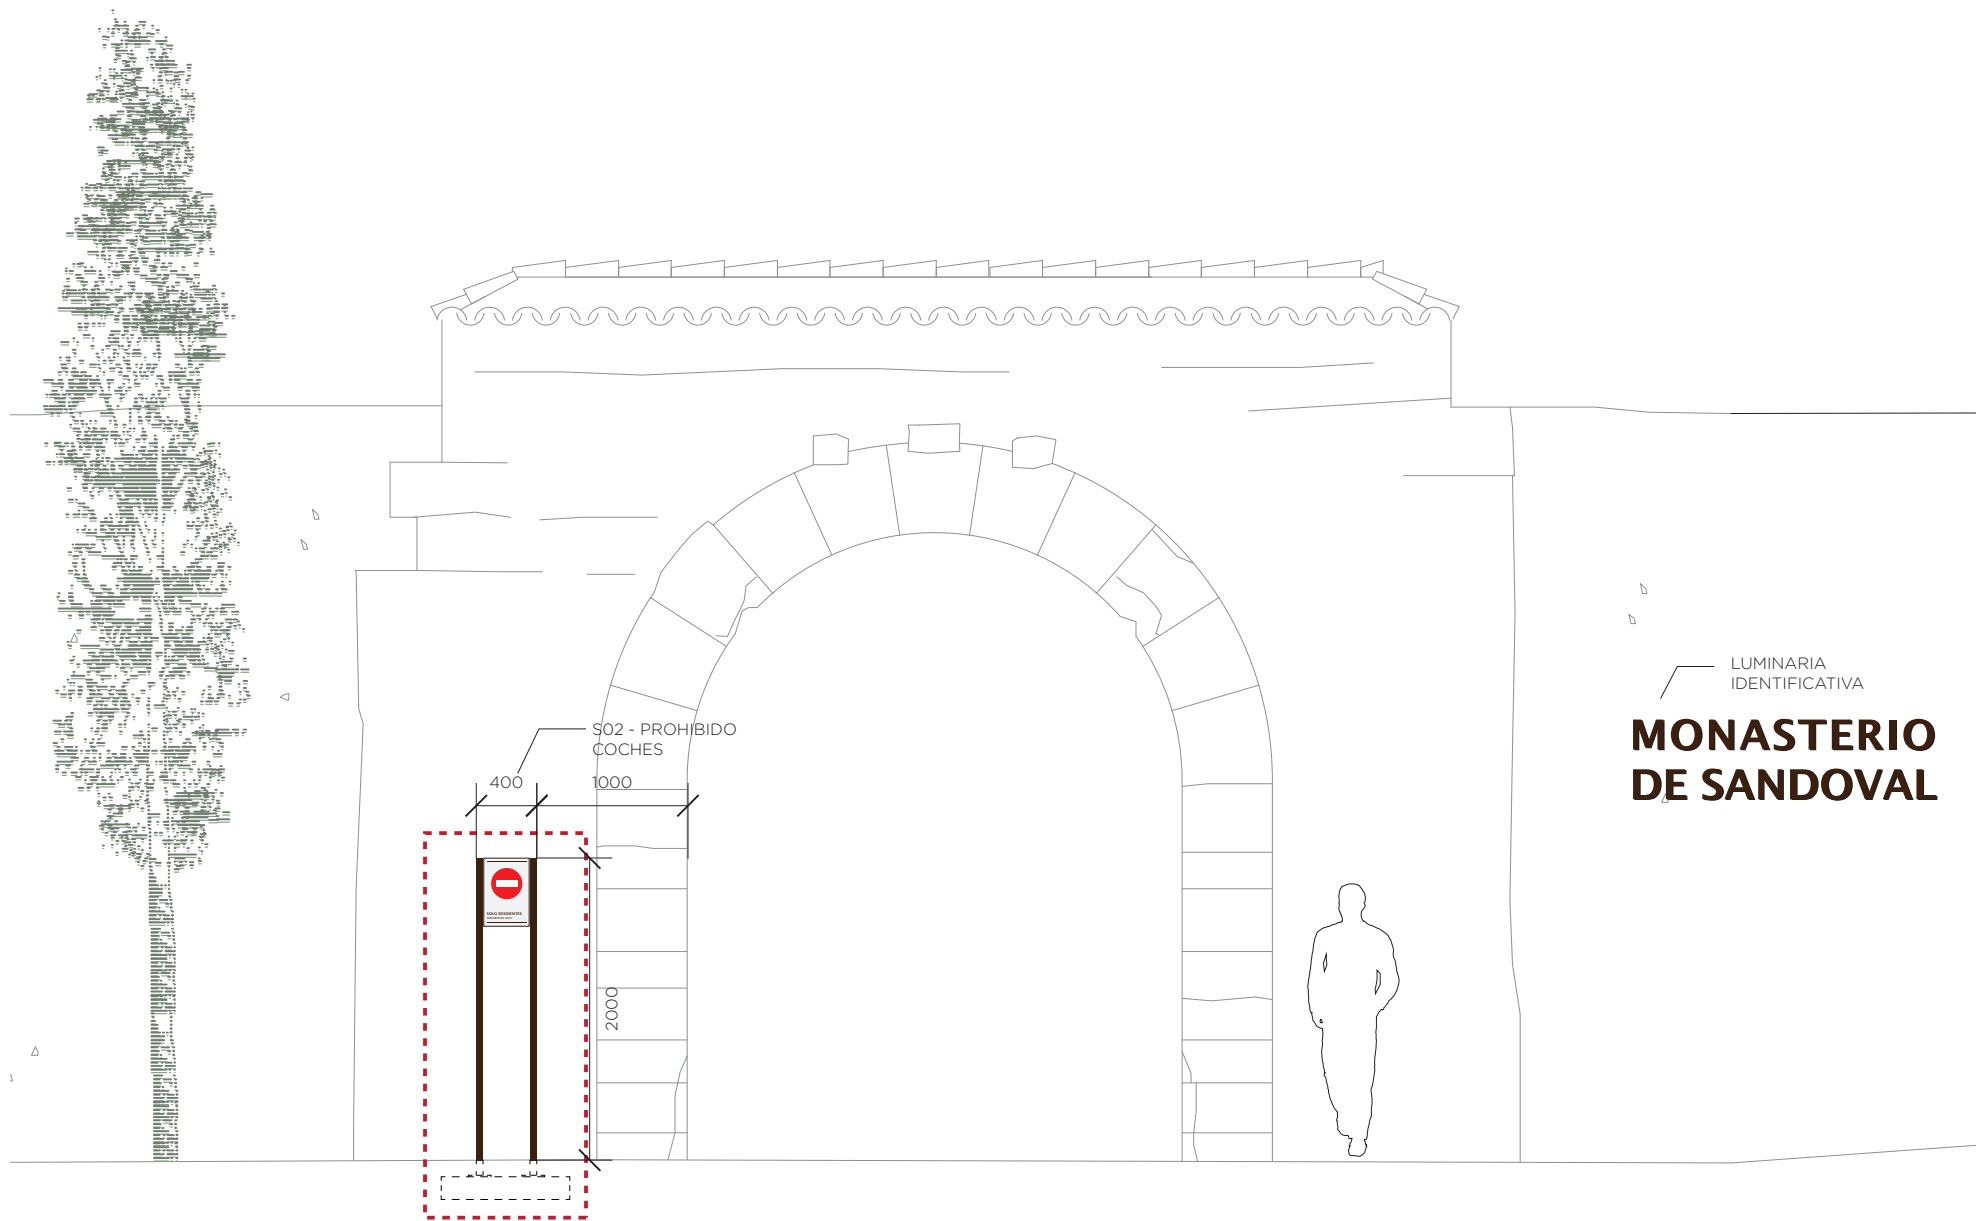 LUMINARIA
IDENTIFICATIVA
MONASTERIO
DE SANDOVAL
S02 - PROHIBIDO
COCHES
400
1000
SOLO RESIDENTES
2000